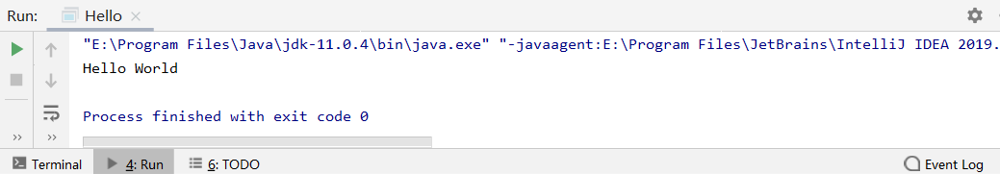 Run: Hello
"E:\Program Files\Java\jdk-11.0.4\bin\java.exe" "-javaagent:E:\Program Files\JetBrains\IntelliJ IDEA 2019.
Hello World
Process finished with exit code 0
Terminal 4: Run 6: TODO Event Log